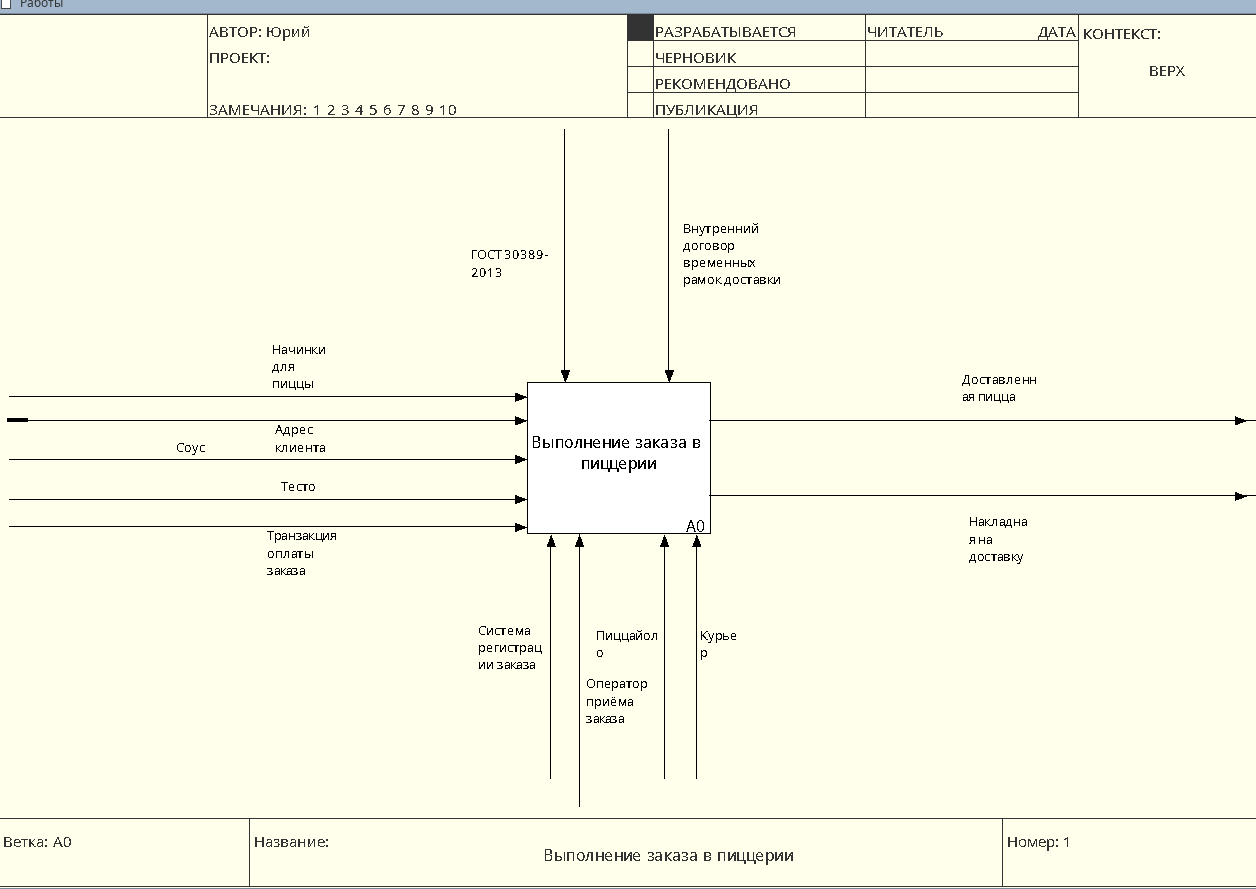 Работы
АВТОР: Юрий
ПРОЕКТ:
ЗАМЕЧАНИЯ: 1 2 3 4 5 6 7 8 9 10
РАЗРАБАТЫВАЕТСЯ
ЧЕРНОВИК
РЕКОМЕНДОВАНО
ПУБЛИКАЦИЯ
ЧИТАТЕЛЬ ДАТА
КОНТЕКСТ:
ВЕРХ
ГОСТ30389-
2013
Внутренний
договор
временных
рамок доставки
Начинки
для
пиццы
Адрес
клиента
Соус
Тесто
Транзакция
оплаты
заказа
Выполнение заказа в
пиццерии
A0
Доставленн
ая пицца
Накладна
я на
доставку
Система
регистрац
ии заказа
Оператор
приёма
заказа
Пиццайол
о
Курье
р
Ветка: A0
Название:
Выполнение заказа в пиццерии
Номер: 1